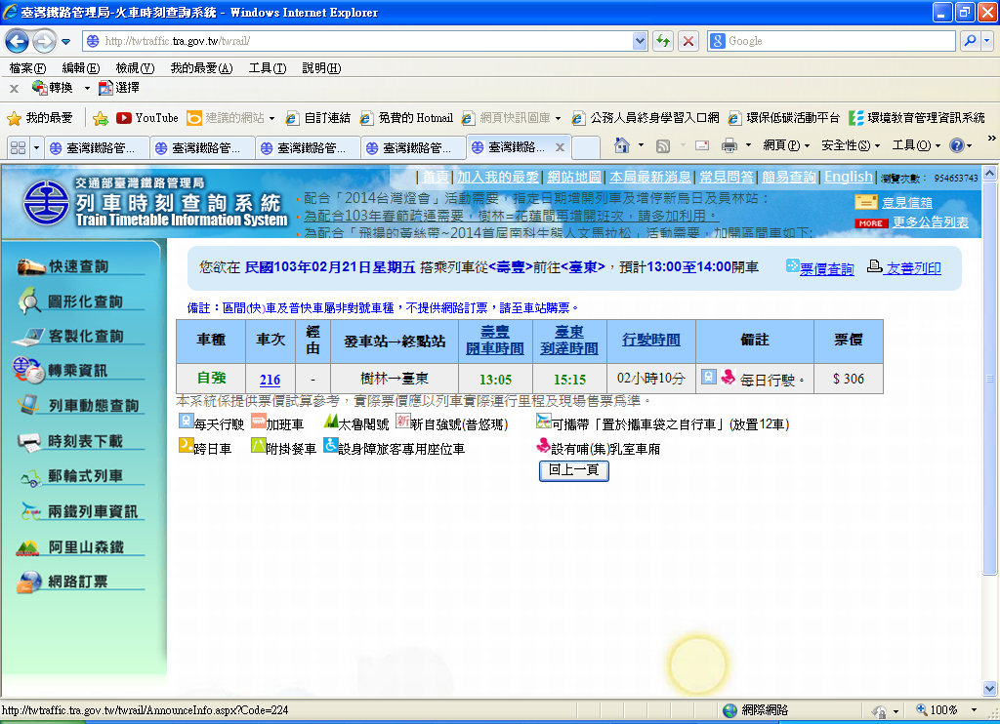 臺灣鐵路管理局-火車時刻查詢系統 - Windows Internet Explorer
http://twtraffic.tra.gov.tw/twrail/
Google
檔案(F) 編輯(E) 檢視(V) 我的最愛(A) 工具(T) 說明(H)
x 轉換 選擇
我的最愛 YouTube 建議的網站 自訂連結 免費的 Hotmail 網頁快訊圖庫 公務人員終身學習入口網 環保低碳活動平台 環境教育管理資訊系統
臺灣鐵路管... 臺灣鐵路管... 臺灣鐵路管... 臺灣鐵路管... 臺灣鐵路... 網頁(P) 安全性(S) 工具(O)
交通部臺灣鐵路管理局
列車時刻查詢系統
Train Timetable Information System
|首頁|加入我的最愛|網站地圖|本局最新消息|常見問答|簡易查詢|English|瀏覽次數： 954653743
‧配合「2014台灣燈會」活動需要，指定日期增開列車及增停新烏日及員林站：
‧為配合103年春節疏運需要，樹林=花蓮間再增開班次，請多加利用。
‧為配合「飛揚的黃絲帶~2014首屆南科生態人文馬拉松」活動需要，加開區間車如下:
意見信箱
MORE 更多公告列表
快速查詢
圖形化查詢
客製化查詢
轉乘資訊
列車動態查詢
時刻表下載
郵輪式列車
兩鐵列車資訊
阿里山森鐵
網路訂票
您欲在 民國103年02月21日星期五 搭乘列車從<壽豐>前往<臺東>，預計13:00至14:00開車 票價查詢 友善列印
備註：區間(快)車及普快車屬非對號車種，不提供網路訂票，請至車站購票。
車種 車次 經由 發車站→終點站 壽豐開車時間 臺東到達時間 行駛時間 備註 票價
自強 216 - 樹林→臺東 13:05 15:15 02小時10分 每日行駛。 $ 306
本系統係提供票價試算參考，實際票價應以列車實際運行里程及現場售票為準。
每天行駛 加班車 太魯閣號 新 新自強號(普悠瑪) 可攜帶「置於攜車袋之自行車」(放置12車)
跨日車 附掛餐車 設身障旅客專用座位車 設有哺(集)乳室車廂
回上一頁
http://twtraffic.tra.gov.tw/twrail/AnnounceInfo.aspx?Code=224 網際網路 100%